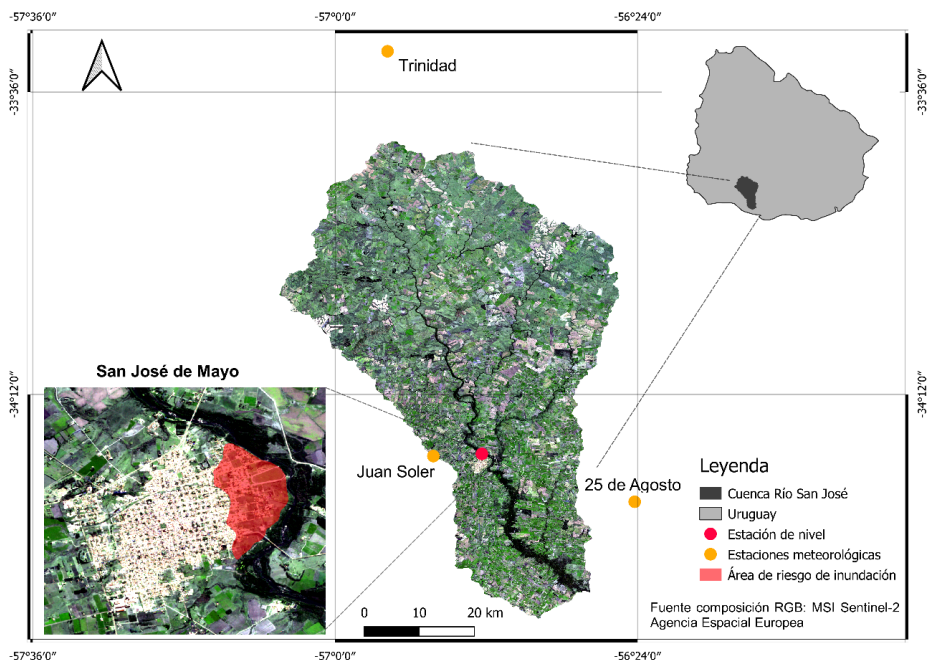 -57°36'0"
-57°0'0"
-56°24'0"
-33°36'0"
-33°36'0"
Trinidad
San José de Mayo
-34°12'0"
-34°12'0"
Juan Soler
25 de Agosto
Leyenda
Cuenca Río San José
Uruguay
Estación de nivel
Estaciones meteorológicas
Área de riesgo de inundación
0 10 20 km
Fuente composición RGB: MSI Sentinel-2
Agencia Espacial Europea
-57°36'0"
-57°0'0"
-56°24'0"